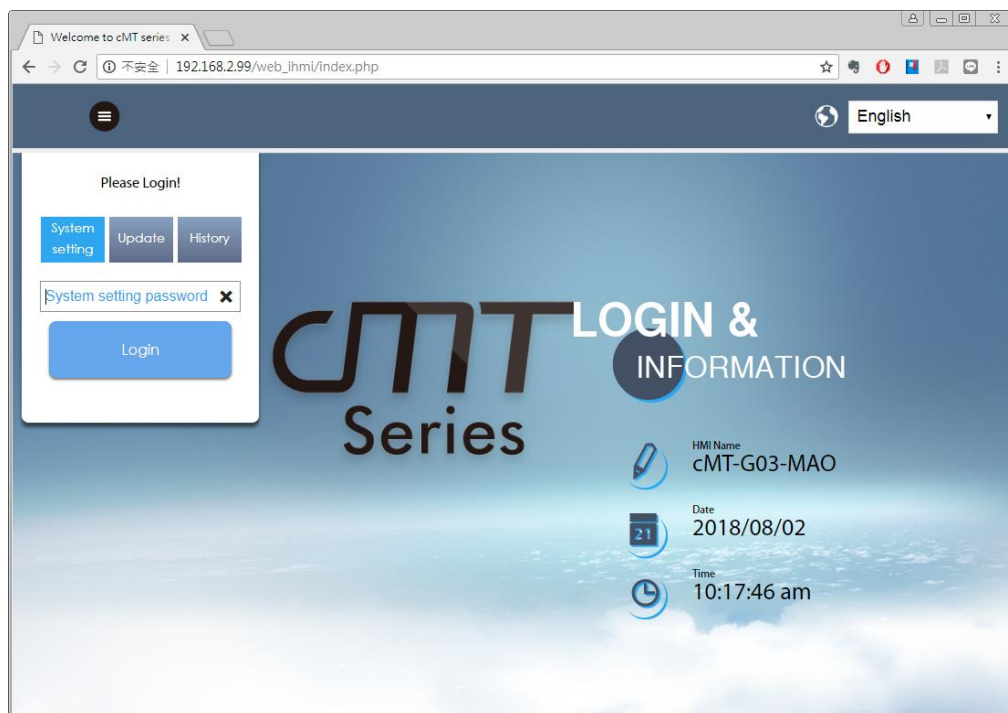 Welcome to cMT series
不安全 | 192.168.2.99/web_ihmi/index.php
English
Please Login!
System setting
Update
History
System setting password
Login
cMT
Series
LOGIN &
INFORMATION
HMI Name
cMT-G03-MAO
Date
21
2018/08/02
Time
10:17:46 am